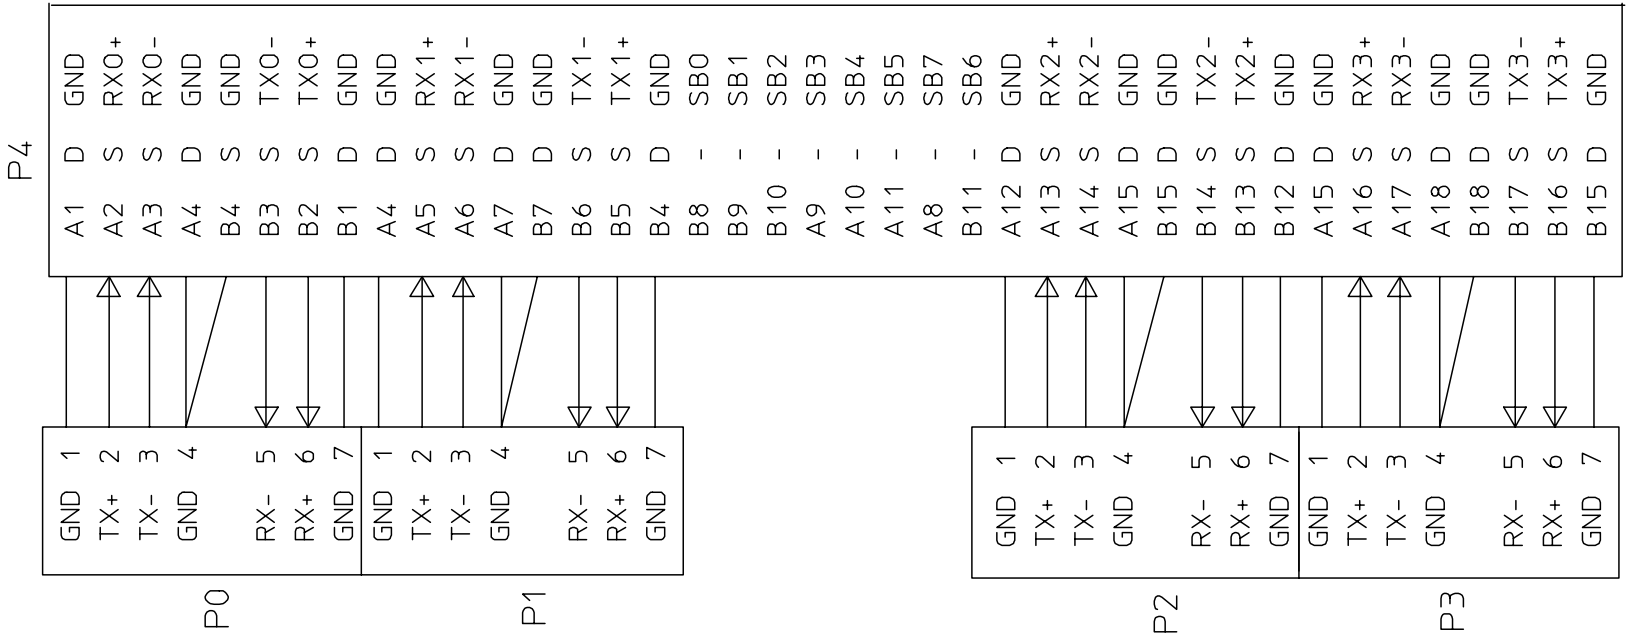 P0
GND 1
TX+ 2
TX- 3
GND 4
RX- 5
RX+ 6
GND 7
P1
GND 1
TX+ 2
TX- 3
GND 4
RX- 5
RX+ 6
GND 7
P2
GND 1
TX+ 2
TX- 3
GND 4
RX- 5
RX+ 6
GND 7
P3
GND 1
TX+ 2
TX- 3
GND 4
RX- 5
RX+ 6
GND 7
P4
A1 D GND
A2 S RX0+
A3 S RX0-
A4 D GND
B4 S GND
B3 S TX0-
B2 S TX0+
B1 D GND
A4 D GND
A5 S RX1+
A6 S RX1-
A7 D GND
B7 D GND
B6 S TX1-
B5 S TX1+
B4 D GND
B8 - SB0
B9 - SB1
B10 - SB2
A9 - SB3
A10 - SB4
A11 - SB5
A8 - SB7
B11 - SB6
A12 D GND
A13 S RX2+
A14 S RX2-
A15 D GND
B15 D GND
B14 S TX2-
B13 S TX2+
B12 D GND
A15 D GND
A16 S RX3+
A17 S RX3-
A18 D GND
B18 D GND
B17 S TX3-
B16 S TX3+
B15 D GND